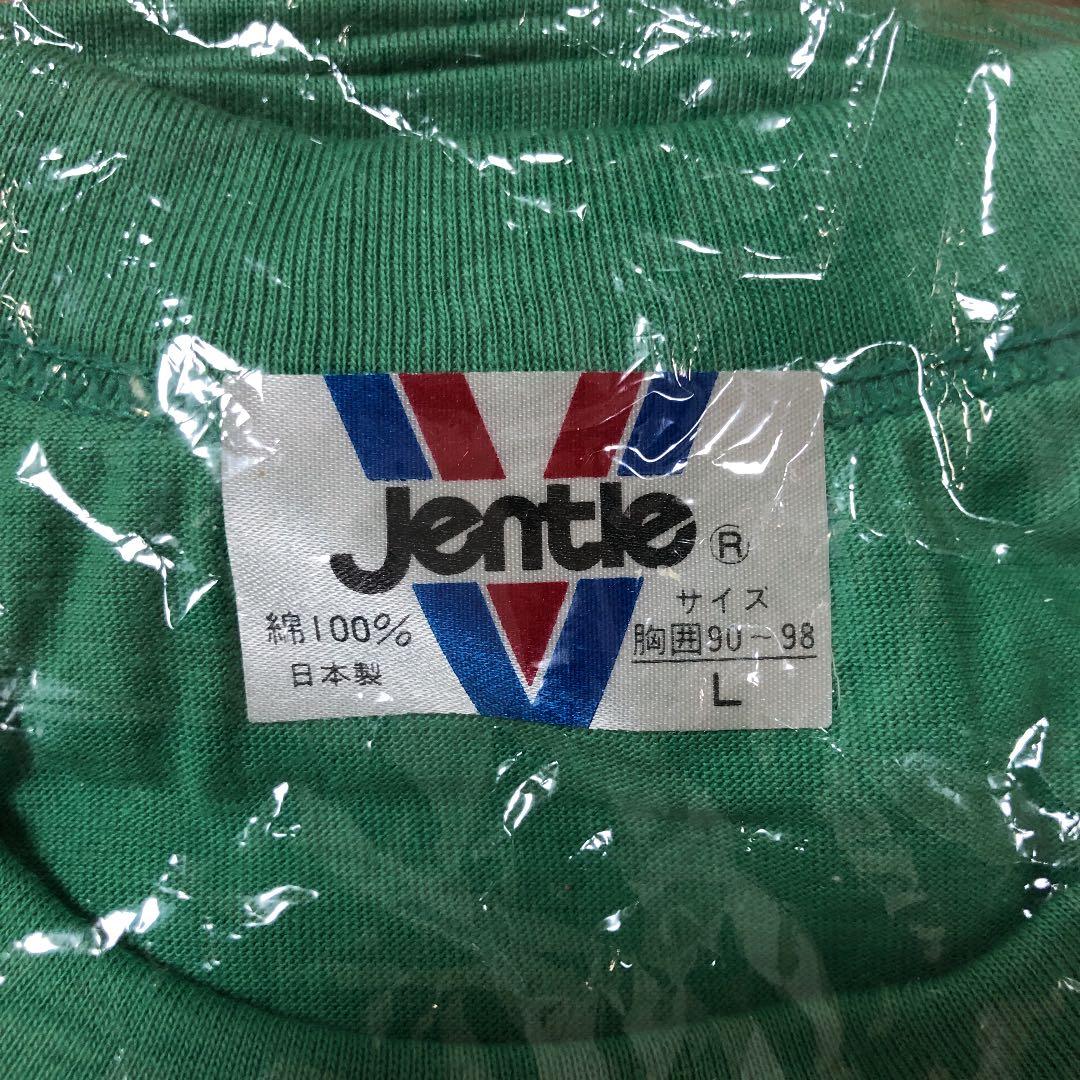 Jentle®
綿100%
日本製
サイズ
胸囲90~98
L